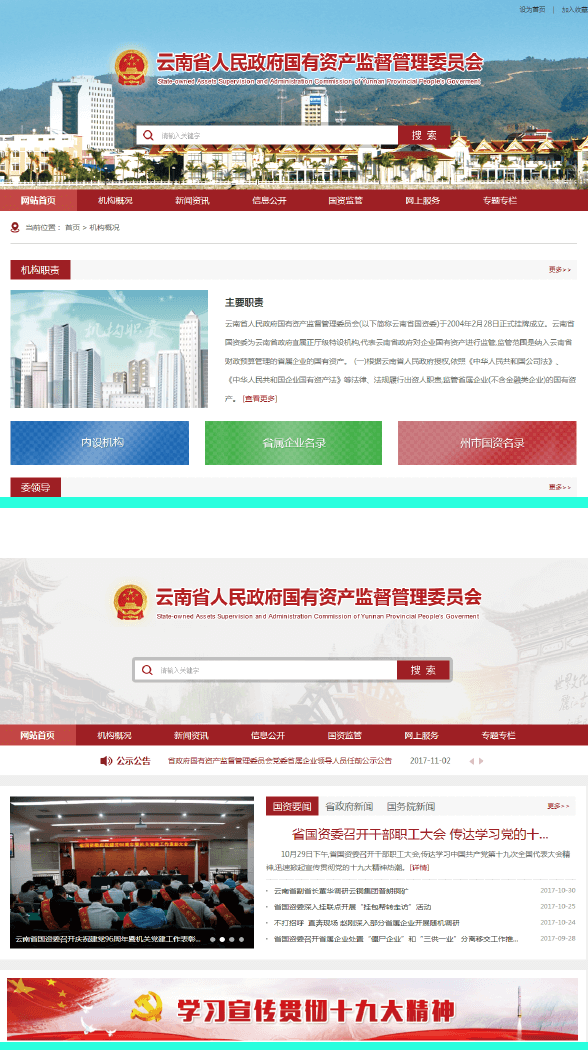 设为首页 | 加入收藏
云南省人民政府国有资产监督管理委员会
State-owned Assets Supervision and Administration Commission of Yunnan Provincial People's Goverment
请输入关键字
搜 索
网站首页 机构概况 新闻资讯 信息公开 国资监管 网上服务 专题专栏
当前位置： 首页 > 机构概况
机构职责 更多>>
机构职责
主要职责
云南省人民政府国有资产监督管理委员会(以下简称云南省国资委)于2004年2月28日正式挂牌成立。云南省
国资委为云南省政府直属正厅级特设机构,代表云南省政府对企业国有资产进行监管,监管范围是纳入云南省
财政预算管理的省属企业的国有资产。 (一)根据云南省人民政府授权,依照《中华人民共和国公司法》、
《中华人民共和国企业国有资产法》等法律、法规履行出资人职责,监管省属企业(不含金融类企业)的国有资
产。 [查看更多]
内设机构 省属企业名录 州市国资名录
委领导 更多>>
云南省人民政府国有资产监督管理委员会
State-owned Assets Supervision and Administration Commission of Yunnan Provincial People's Goverment
请输入关键字
搜 索
网站首页 机构概况 新闻资讯 信息公开 国资监管 网上服务 专题专栏
公示公告 省政府国有资产监督管理委员会党委省属企业领导人员任前公示公告 2017-11-02
国资要闻 省政府新闻 国务院新闻 更多>>
省国资委召开干部职工大会 传达学习党的十...
10月29日下午,省国资委召开干部职工大会,传达学习中国共产党第十九次全国代表大会精
神,迅速掀起宣传贯彻党的十九大精神热潮。 [详情]
云南省副省长董华调研云铜集团普朗铜矿 2017-10-30
省国资委深入挂联点开展“挂包帮转走访”活动 2017-10-25
不打招呼 直奔现场 赵刚深入部分省属企业开展随机调研 2017-10-24
省国资委召开省属企业处置“僵尸企业”和“三供一业”分离移交工作推... 2017-09-28
云南省国资委召开庆祝建党96周年暨机关党建工作表彰...
学习宣传贯彻十九大精神